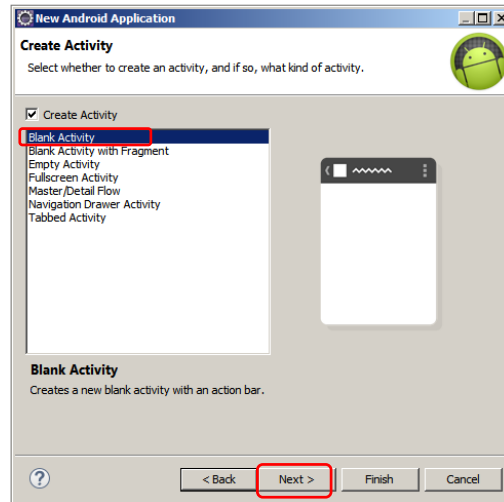 New Android Application
Create Activity
Select whether to create an activity, and if so, what kind of activity.
Create Activity
Blank Activity
Blank Activity with Fragment
Empty Activity
Fullscreen Activity
Master/Detail Flow
Navigation Drawer Activity
Tabbed Activity
Blank Activity
Creates a new blank activity with an action bar.
? < Back Next > Finish Cancel